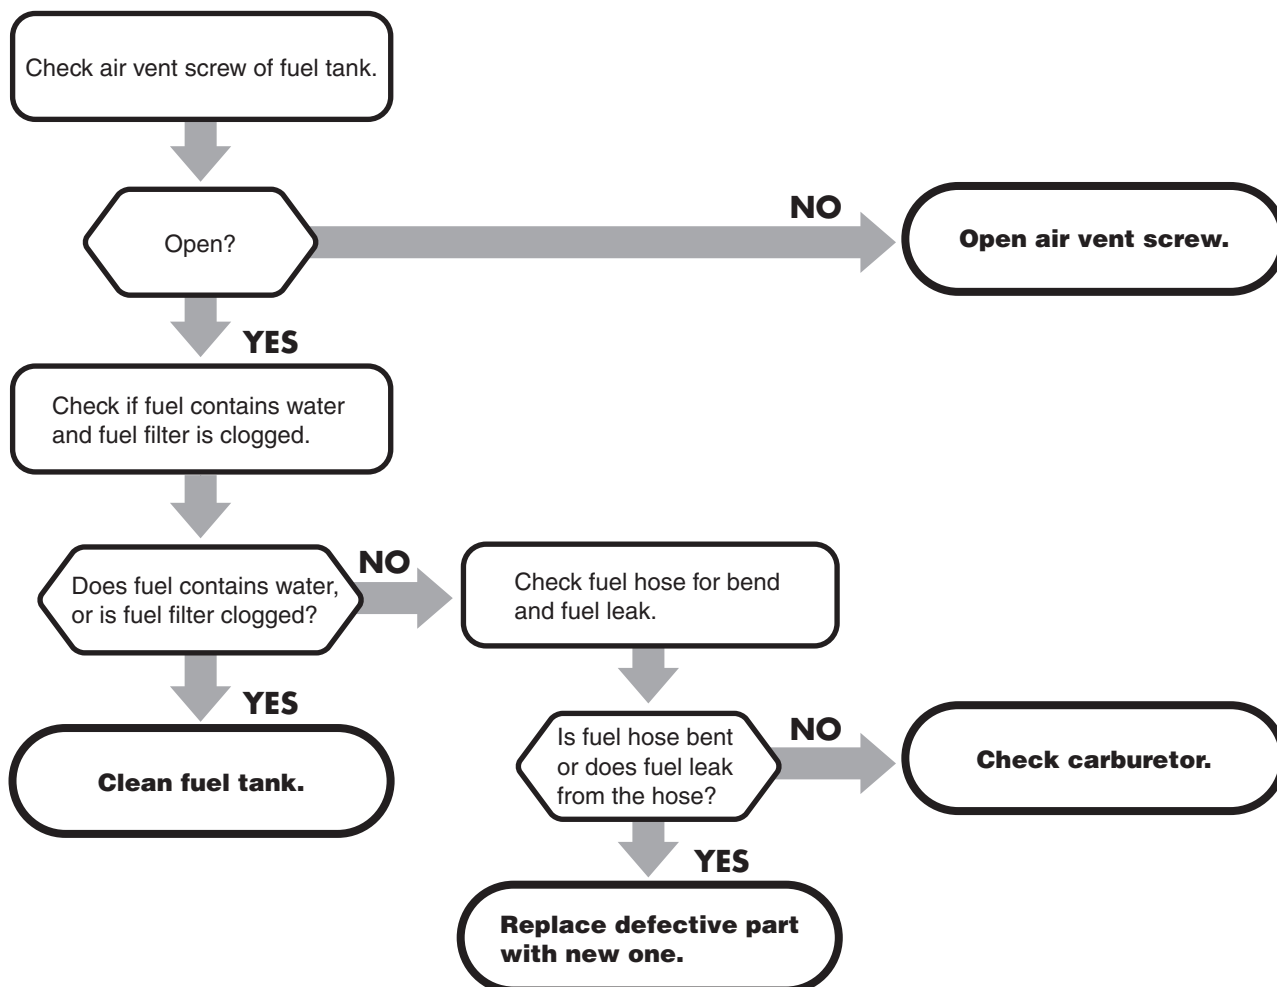 Check air vent screw of fuel tank.
Open?
NO
Open air vent screw.
YES
Check if fuel contains water
and fuel filter is clogged.
Does fuel contains water,
or is fuel filter clogged?
NO
Check fuel hose for bend
and fuel leak.
YES
Clean fuel tank.
Is fuel hose bent
or does fuel leak
from the hose?
NO
Check carburetor.
YES
Replace defective part
with new one.